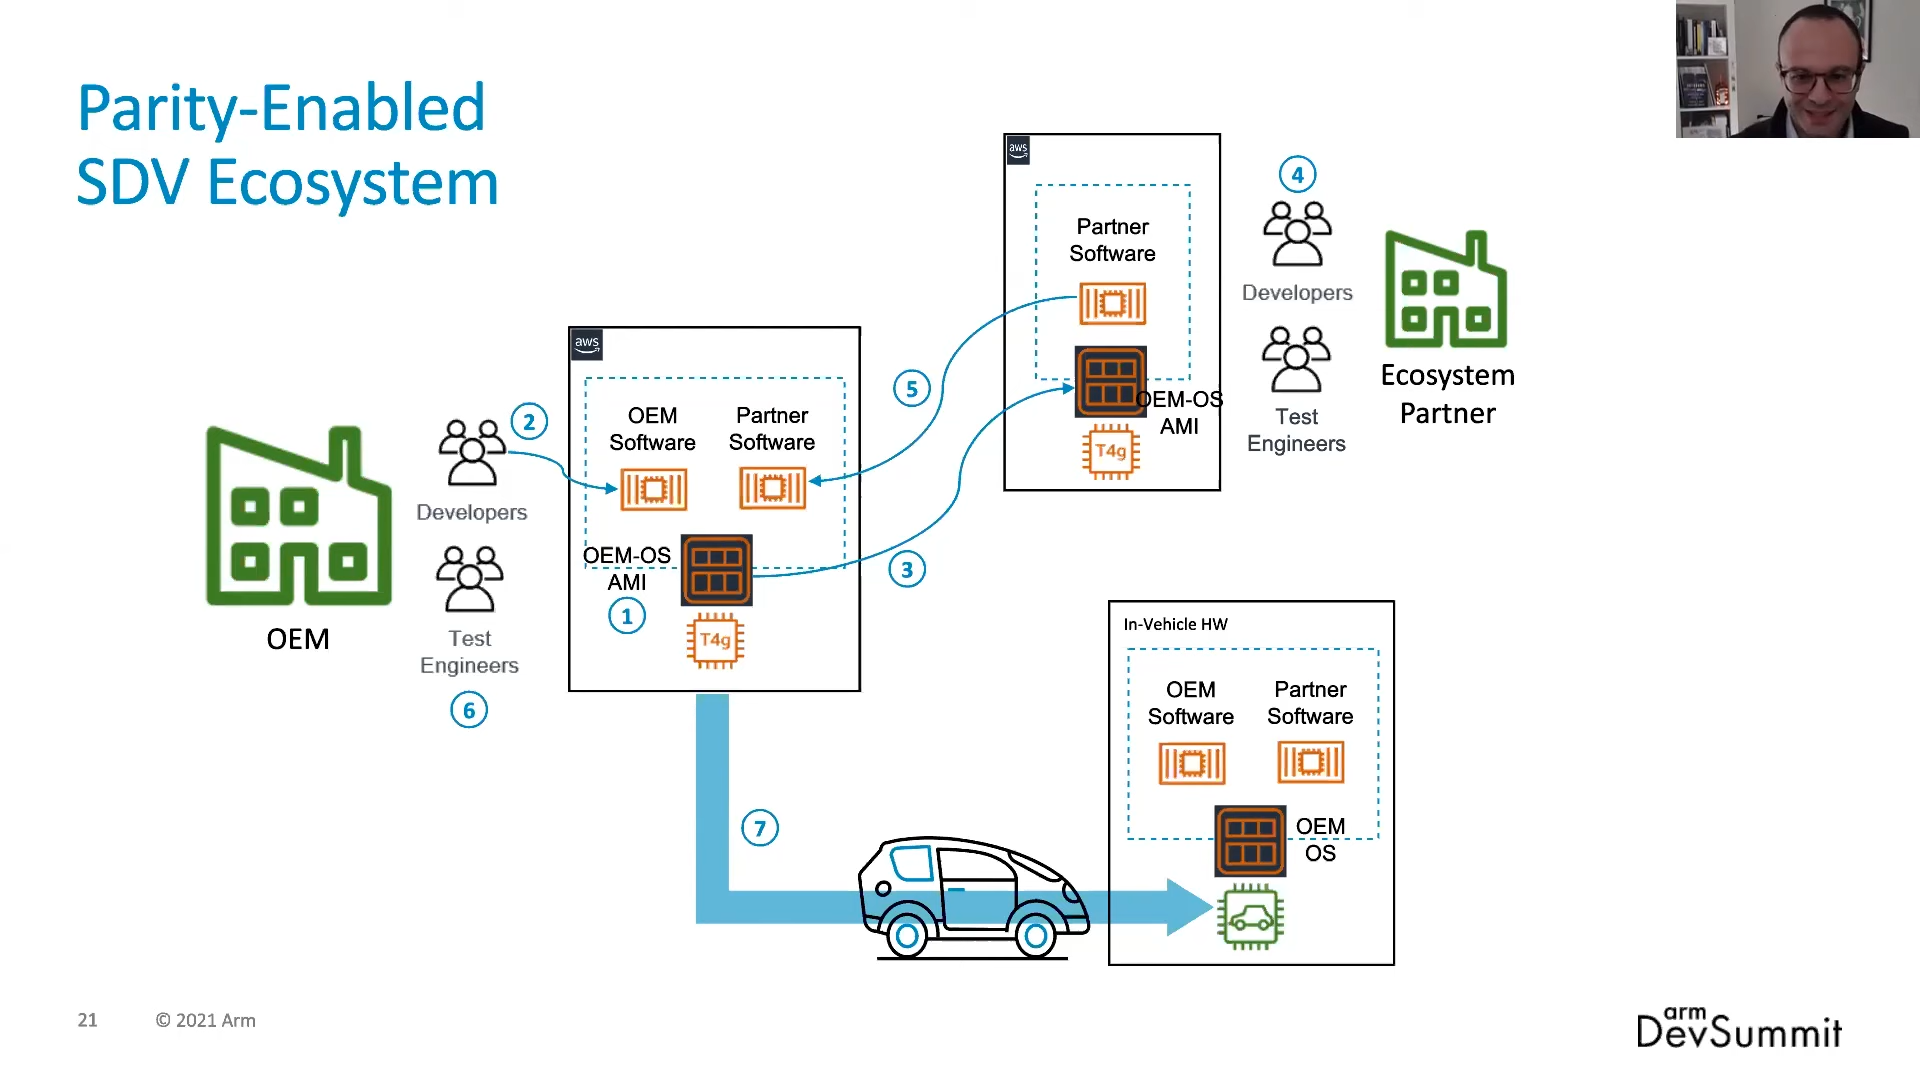 Parity-Enabled
SDV Ecosystem
aws
Partner
Software
OEM-OS
AMI
T4g
4
Developers
Test
Engineers
Ecosystem
Partner
5
3
aws
OEM
Software
Partner
Software
OEM-OS
AMI
1
T4g
2
Developers
Test
Engineers
6
OEM
7
In-Vehicle HW
OEM
Software
Partner
Software
OEM
OS
21
© 2021 Arm
arm
DevSummit